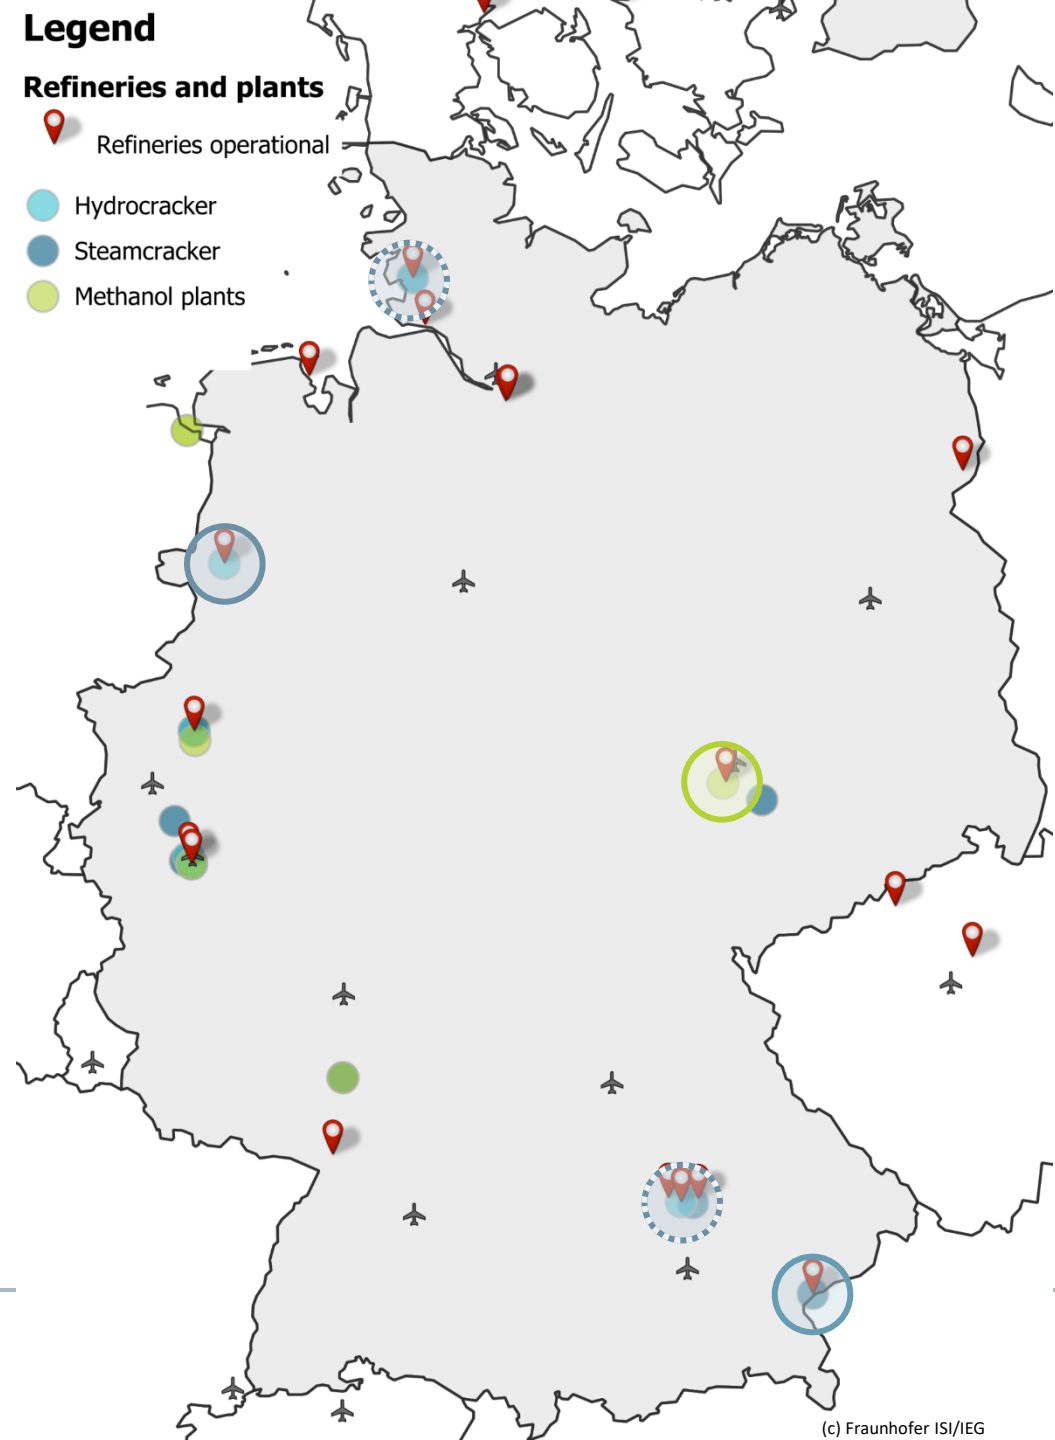 Legend
Refineries and plants
Refineries operational
Hydrocracker
Steamcracker
Methanol plants
(c) Fraunhofer ISI/IEG